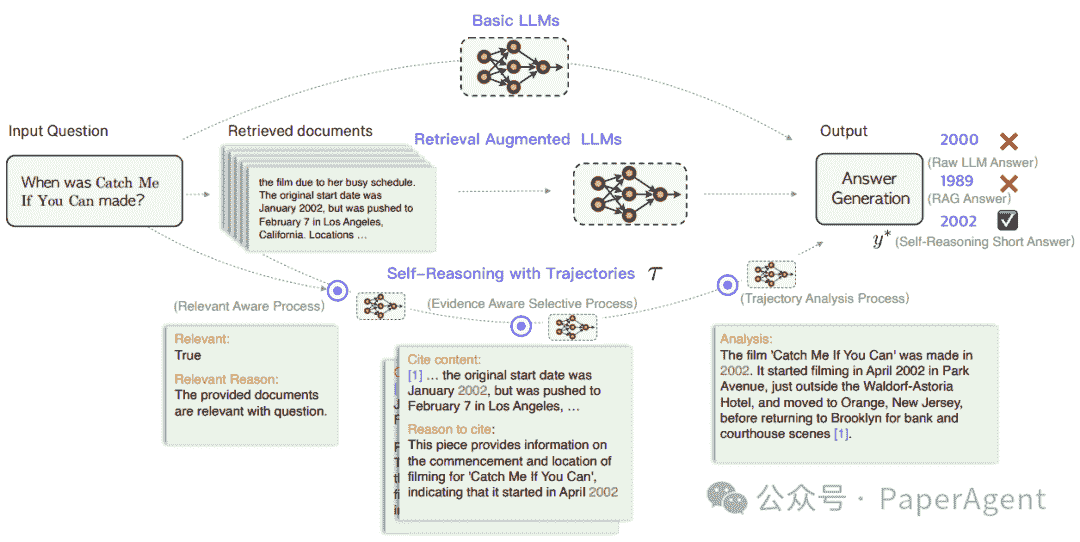 Basic LLMs
Input Question
When was Catch Me
If You Can made?
Retrieved documents
the film due to her busy schedule.
The original start date was
January 2002, but was pushed to
February 7 in Los Angeles,
California. Locations ...
Retrieval Augmented LLMs
Output
Answer
Generation
2000
(Raw LLM Answer)
1989
(RAG Answer)
2002
y* (Self-Reasoning Short Answer)
Self-Reasoning with Trajectories τ
(Relevant Aware Process)
(Evidence Aware Selective Process)
(Trajectory Analysis Process)
Relevant:
True
Relevant Reason:
The provided documents
are relevant with question.
Cite content:
[1] ... the original start date was
January 2002, but was pushed to
February 7 in Los Angeles, ...
Reason to cite:
This piece provides information on
the commencement and location of
filming for 'Catch Me If You Can',
indicating that it started in April 2002
Analysis:
The film 'Catch Me If You Can' was made in
2002. It started filming in April 2002 in Park
Avenue, just outside the Waldorf-Astoria
Hotel, and moved to Orange, New Jersey,
before returning to Brooklyn for bank and
courthouse scenes [1].
公众号 · PaperAgent